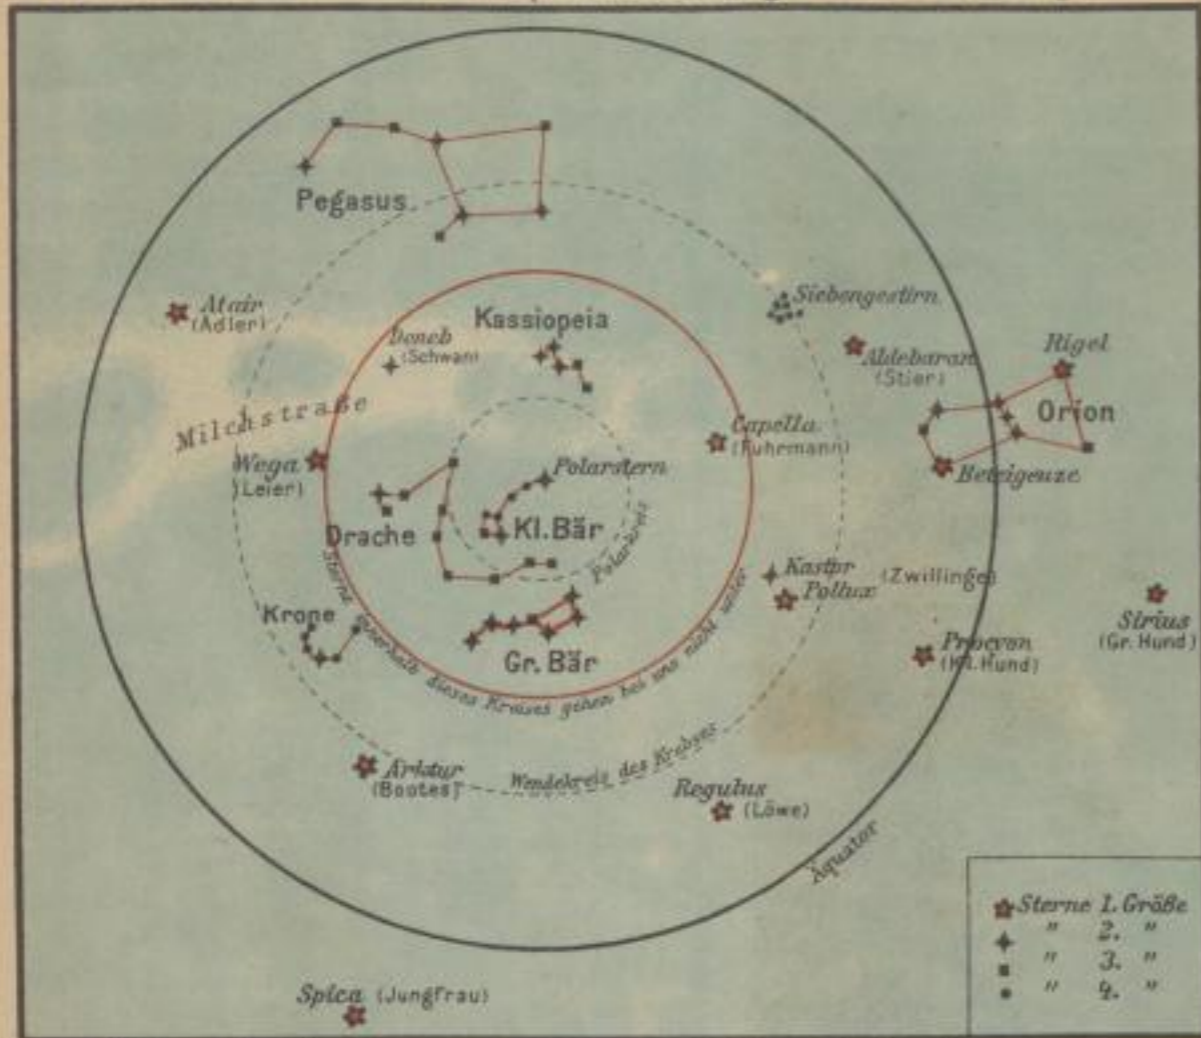 Pegasus
Atair
(Adler)
Deneb
(Schwan)
Kassiopeia
Siebengestirn
Aldebaran
(Stier)
Rigel
Orion
Beteigeuze
Milchstraße
Wega
(Leier)
Capella
(Fuhrmann)
Polarstern
Kl. Bär
Drache
Polarkreis
Kastor
Pollux (Zwillinge)
Sirius
(Gr. Hund)
Krone
Gr. Bär
Procyon
(Kl. Hund)
Sterne innerhalb dieses Kreises gehen bei uns nicht unter
Arktur
(Bootes)
Wendekreis des Krebses
Regulus
(Löwe)
Äquator
Spica (Jungfrau)
Sterne 1. Größe
" 2. "
" 3. "
" 4. "